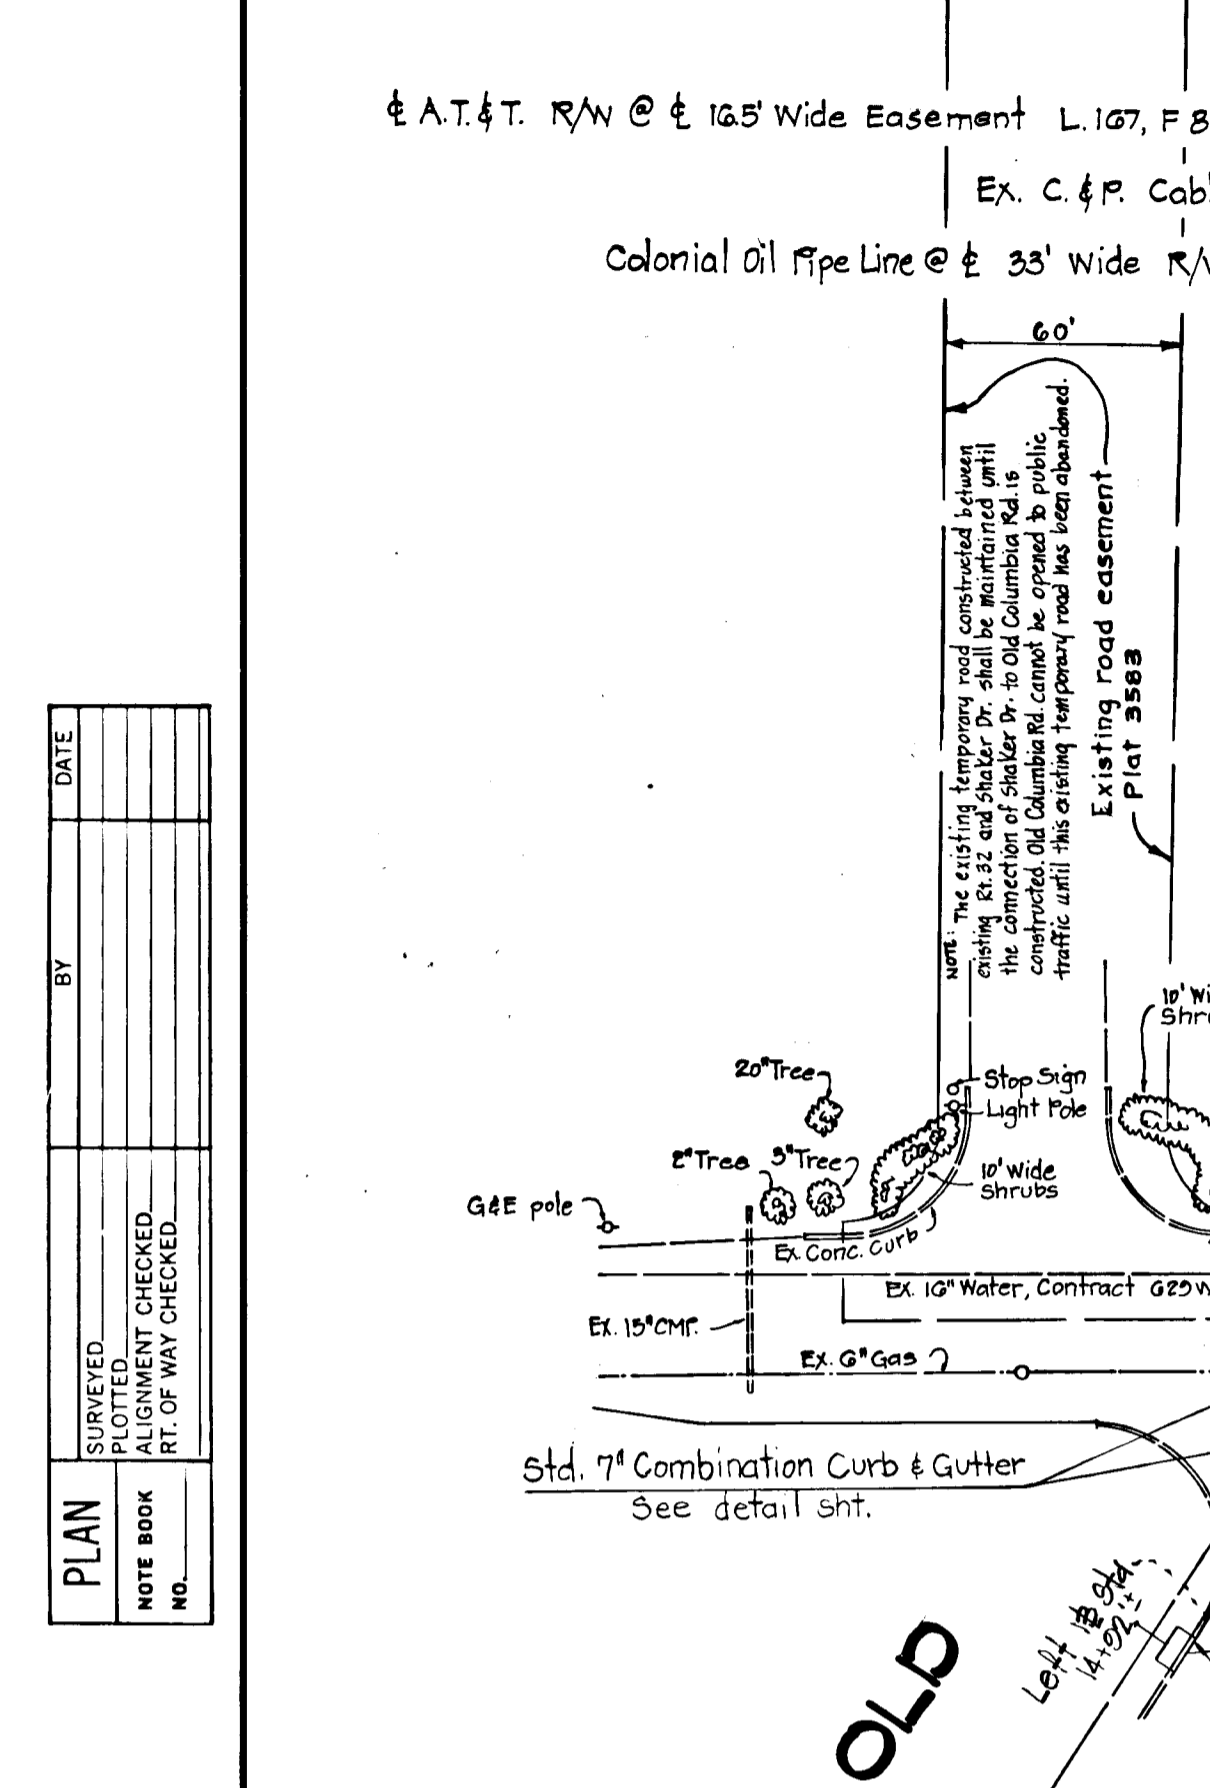 ℄ A.T.&T. R/W @ ℄ 16.5' Wide Easement L.167, F 8
Ex. C.&P.
Colonial Oil Pipe Line @ ℄ 33' Wide
60'
NOTE: The existing temporary road constructed between
existing Rt.32 and Shaker Dr. shall be maintained until
the connection of Shaker Dr. to Old Columbia Rd. is
constructed. Old Columbia Rd. Cannot be opened to public
traffic until this existing temporary road has been abandoned.
Existing road easement
Plat 3583
10'
20" Tree
Stop Sign
Light Pole
2" Tree
3" Tree
10' Wide
Shrubs
G&E pole
Ex. Conc. Curb
Ex. 16" Water, Contract 629W
Ex. 15" CMP.
Ex. 6" Gas
Std. 7" Combination Curb & Gutter
See detail sht.
Left
Std.
14+92'±
OLD
DATE
BY
SURVEYED
PLOTTED
ALIGNMENT CHECKED
RT. OF WAY CHECKED
PLAN
NOTE BOOK
NO.